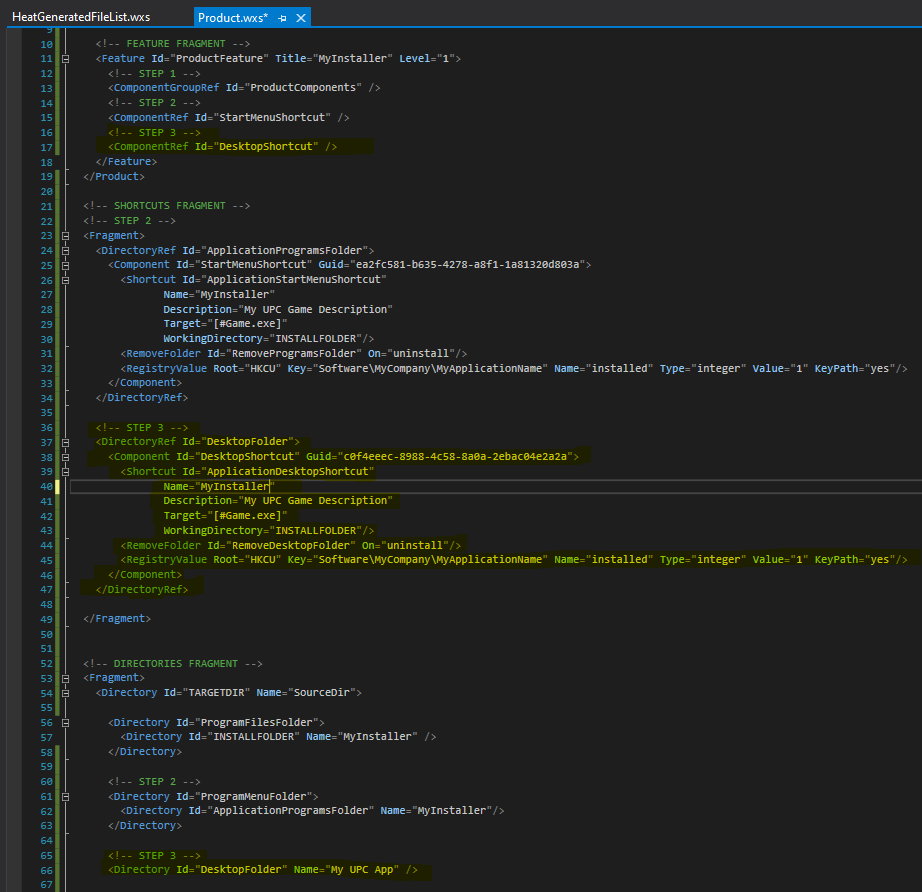 HeatGeneratedFileList.wxs
Product.wxs*
9
10 <!-- FEATURE FRAGMENT -->
11 <Feature Id="ProductFeature" Title="MyInstaller" Level="1">
12 <!-- STEP 1 -->
13 <ComponentGroupRef Id="ProductComponents" />
14 <!-- STEP 2 -->
15 <ComponentRef Id="StartMenuShortcut" />
16 <!-- STEP 3 -->
17 <ComponentRef Id="DesktopShortcut" />
18 </Feature>
19 </Product>
20
21 <!-- SHORTCUTS FRAGMENT -->
22 <!-- STEP 2 -->
23 <Fragment>
24 <DirectoryRef Id="ApplicationProgramsFolder">
25 <Component Id="StartMenuShortcut" Guid="ea2fc581-b635-4278-a8f1-1a81320d803a">
26 <Shortcut Id="ApplicationStartMenuShortcut"
27 Name="MyInstaller"
28 Description="My UPC Game Description"
29 Target="[#Game.exe]"
30 WorkingDirectory="INSTALLFOLDER"/>
31 <RemoveFolder Id="RemoveProgramsFolder" On="uninstall"/>
32 <RegistryValue Root="HKCU" Key="Software\MyCompany\MyApplicationName" Name="installed" Type="integer" Value="1" KeyPath="yes"/>
33 </Component>
34 </DirectoryRef>
35
36 <!-- STEP 3 -->
37 <DirectoryRef Id="DesktopFolder">
38 <Component Id="DesktopShortcut" Guid="c0f4eeec-8988-4c58-8a0a-2ebac04e2a2a">
39 <Shortcut Id="ApplicationDesktopShortcut"
40 Name="MyInstaller"
41 Description="My UPC Game Description"
42 Target="[#Game.exe]"
43 WorkingDirectory="INSTALLFOLDER"/>
44 <RemoveFolder Id="RemoveDesktopFolder" On="uninstall"/>
45 <RegistryValue Root="HKCU" Key="Software\MyCompany\MyApplicationName" Name="installed" Type="integer" Value="1" KeyPath="yes"/>
46 </Component>
47 </DirectoryRef>
48
49 </Fragment>
50
51
52 <!-- DIRECTORIES FRAGMENT -->
53 <Fragment>
54 <Directory Id="TARGETDIR" Name="SourceDir">
55
56 <Directory Id="ProgramFilesFolder">
57 <Directory Id="INSTALLFOLDER" Name="MyInstaller" />
58 </Directory>
59
60 <!-- STEP 2 -->
61 <Directory Id="ProgramMenuFolder">
62 <Directory Id="ApplicationProgramsFolder" Name="MyInstaller"/>
63 </Directory>
64
65 <!-- STEP 3 -->
66 <Directory Id="DesktopFolder" Name="My UPC App" />
67